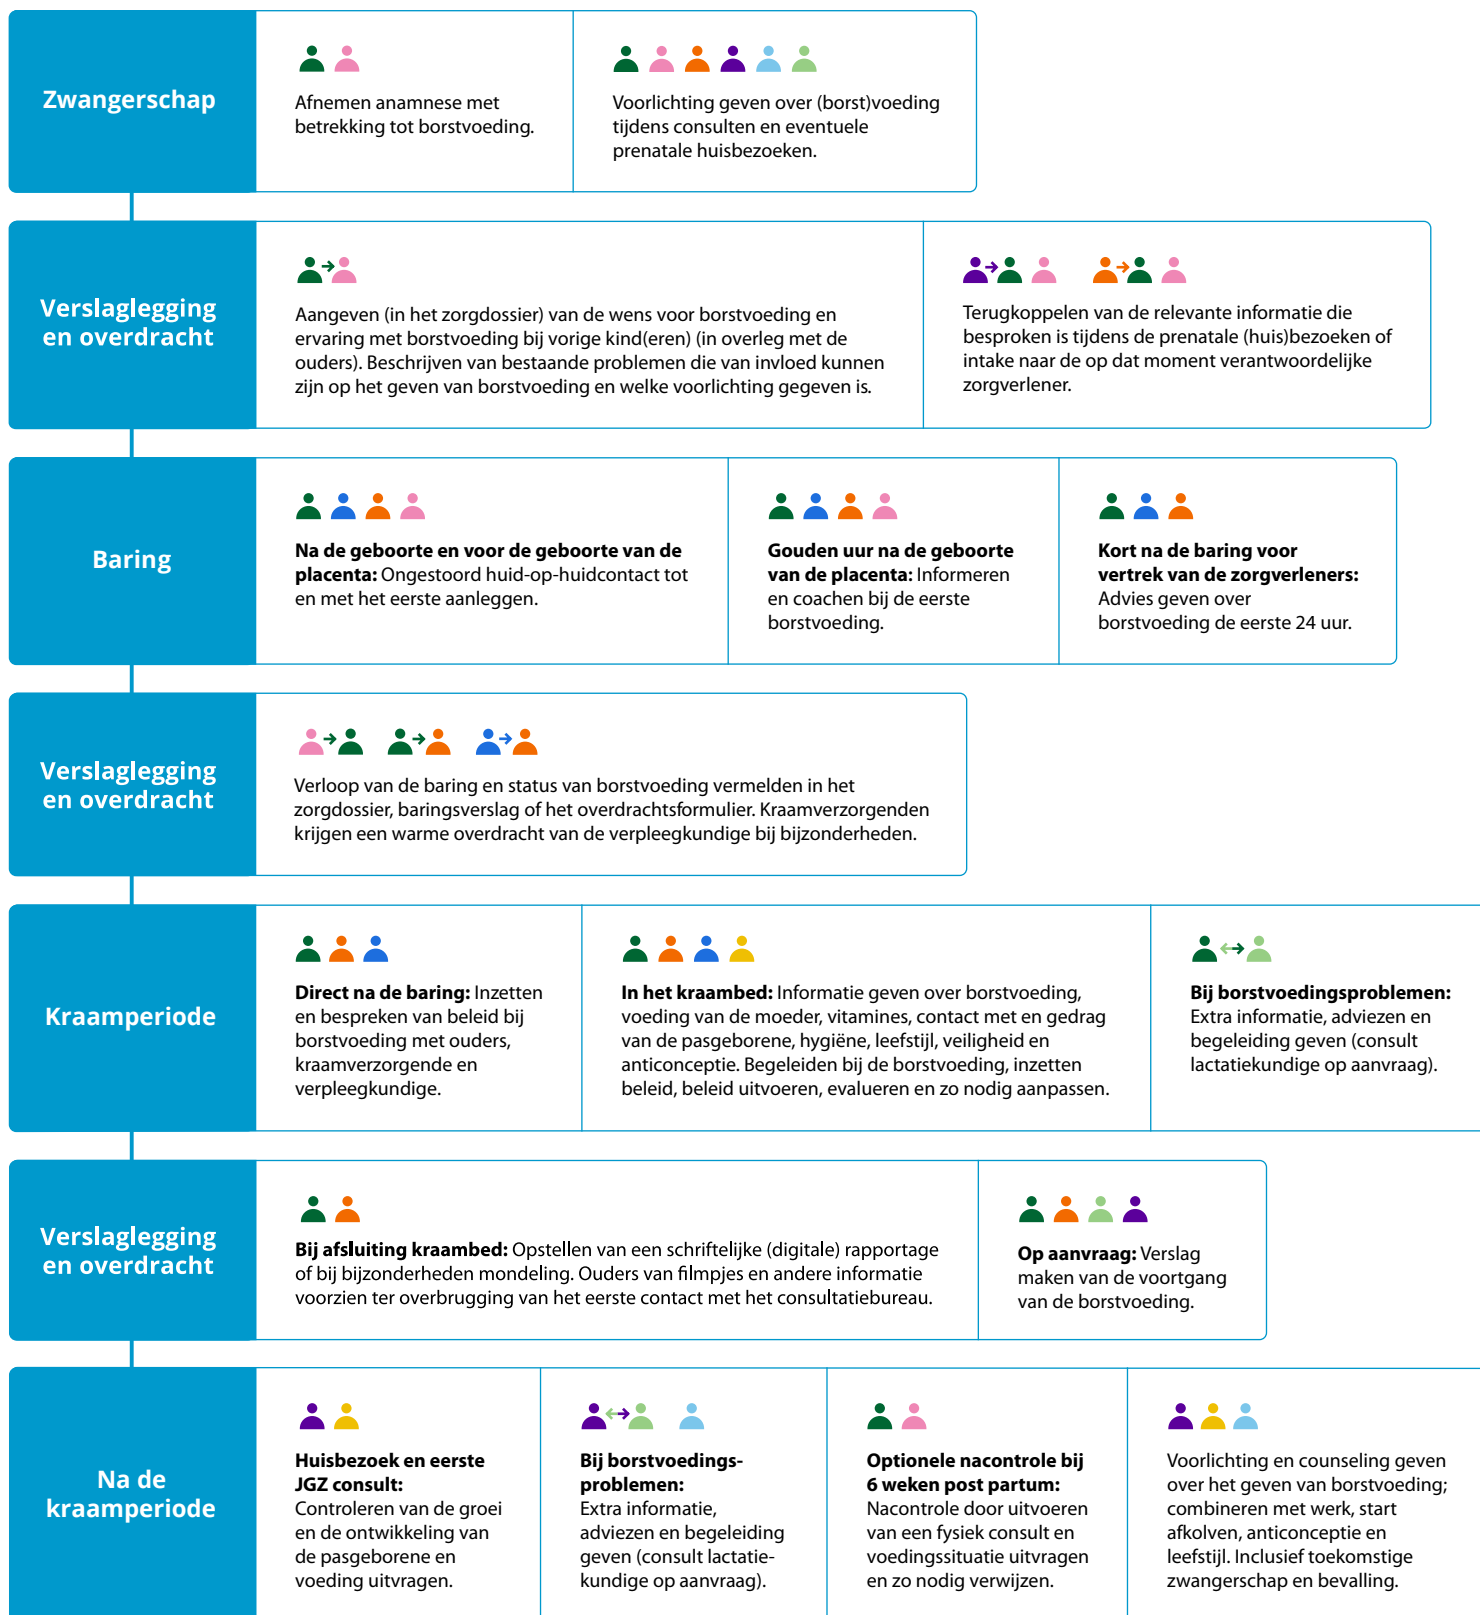 Zwangerschap
Afnemen anamnese met
betrekking tot borstvoeding.
Voorlichting geven over (borst)voeding
tijdens consulten en eventuele
prenatale huisbezoeken.
Verslaglegging
en overdracht
Aangeven (in het zorgdossier) van de wens voor borstvoeding en
ervaring met borstvoeding bij vorige kind(eren) (in overleg met de
ouders). Beschrijven van bestaande problemen die van invloed kunnen
zijn op het geven van borstvoeding en welke voorlichting gegeven is.
Terugkoppelen van de relevante informatie die
besproken is tijdens de prenatale (huis)bezoeken of
intake naar de op dat moment verantwoordelijke
zorgverlener.
Baring
Na de geboorte en voor de geboorte van de
placenta: Ongestoord huid-op-huidcontact tot
en met het eerste aanleggen.
Gouden uur na de geboorte
van de placenta: Informeren
en coachen bij de eerste
borstvoeding.
Kort na de baring voor
vertrek van de zorgverleners:
Advies geven over
borstvoeding de eerste 24 uur.
Verslaglegging
en overdracht
Verloop van de baring en status van borstvoeding vermelden in het
zorgdossier, baringsverslag of het overdrachtsformulier. Kraamverzorgenden
krijgen een warme overdracht van de verpleegkundige bij bijzonderheden.
Kraamperiode
Direct na de baring: Inzetten
en bespreken van beleid bij
borstvoeding met ouders,
kraamverzorgende en
verpleegkundige.
In het kraambed: Informatie geven over borstvoeding,
voeding van de moeder, vitamines, contact met en gedrag
van de pasgeborene, hygiëne, leefstijl, veiligheid en
anticonceptie. Begeleiden bij de borstvoeding, inzetten
beleid, beleid uitvoeren, evalueren en zo nodig aanpassen.
Bij borstvoedingsproblemen:
Extra informatie, adviezen en
begeleiding geven (consult
lactatiekundige op aanvraag).
Verslaglegging
en overdracht
Bij afsluiting kraambed: Opstellen van een schriftelijke (digitale) rapportage
of bij bijzonderheden mondeling. Ouders van filmpjes en andere informatie
voorzien ter overbrugging van het eerste contact met het consultatiebureau.
Op aanvraag: Verslag
maken van de voortgang
van de borstvoeding.
Na de
kraamperiode
Huisbezoek en eerste
JGZ consult:
Controleren van de groei
en de ontwikkeling van
de pasgeborene en
voeding uitvragen.
Bij borstvoedings-
problemen:
Extra informatie,
adviezen en begeleiding
geven (consult lactatie-
kundige op aanvraag).
Optionele nacontrole bij
6 weken post partum:
Nacontrole door uitvoeren
van een fysiek consult en
voedingssituatie uitvragen
en zo nodig verwijzen.
Voorlichting en counseling geven
over het geven van borstvoeding;
combineren met werk, start
afkolven, anticonceptie en
leefstijl. Inclusief toekomstige
zwangerschap en bevalling.